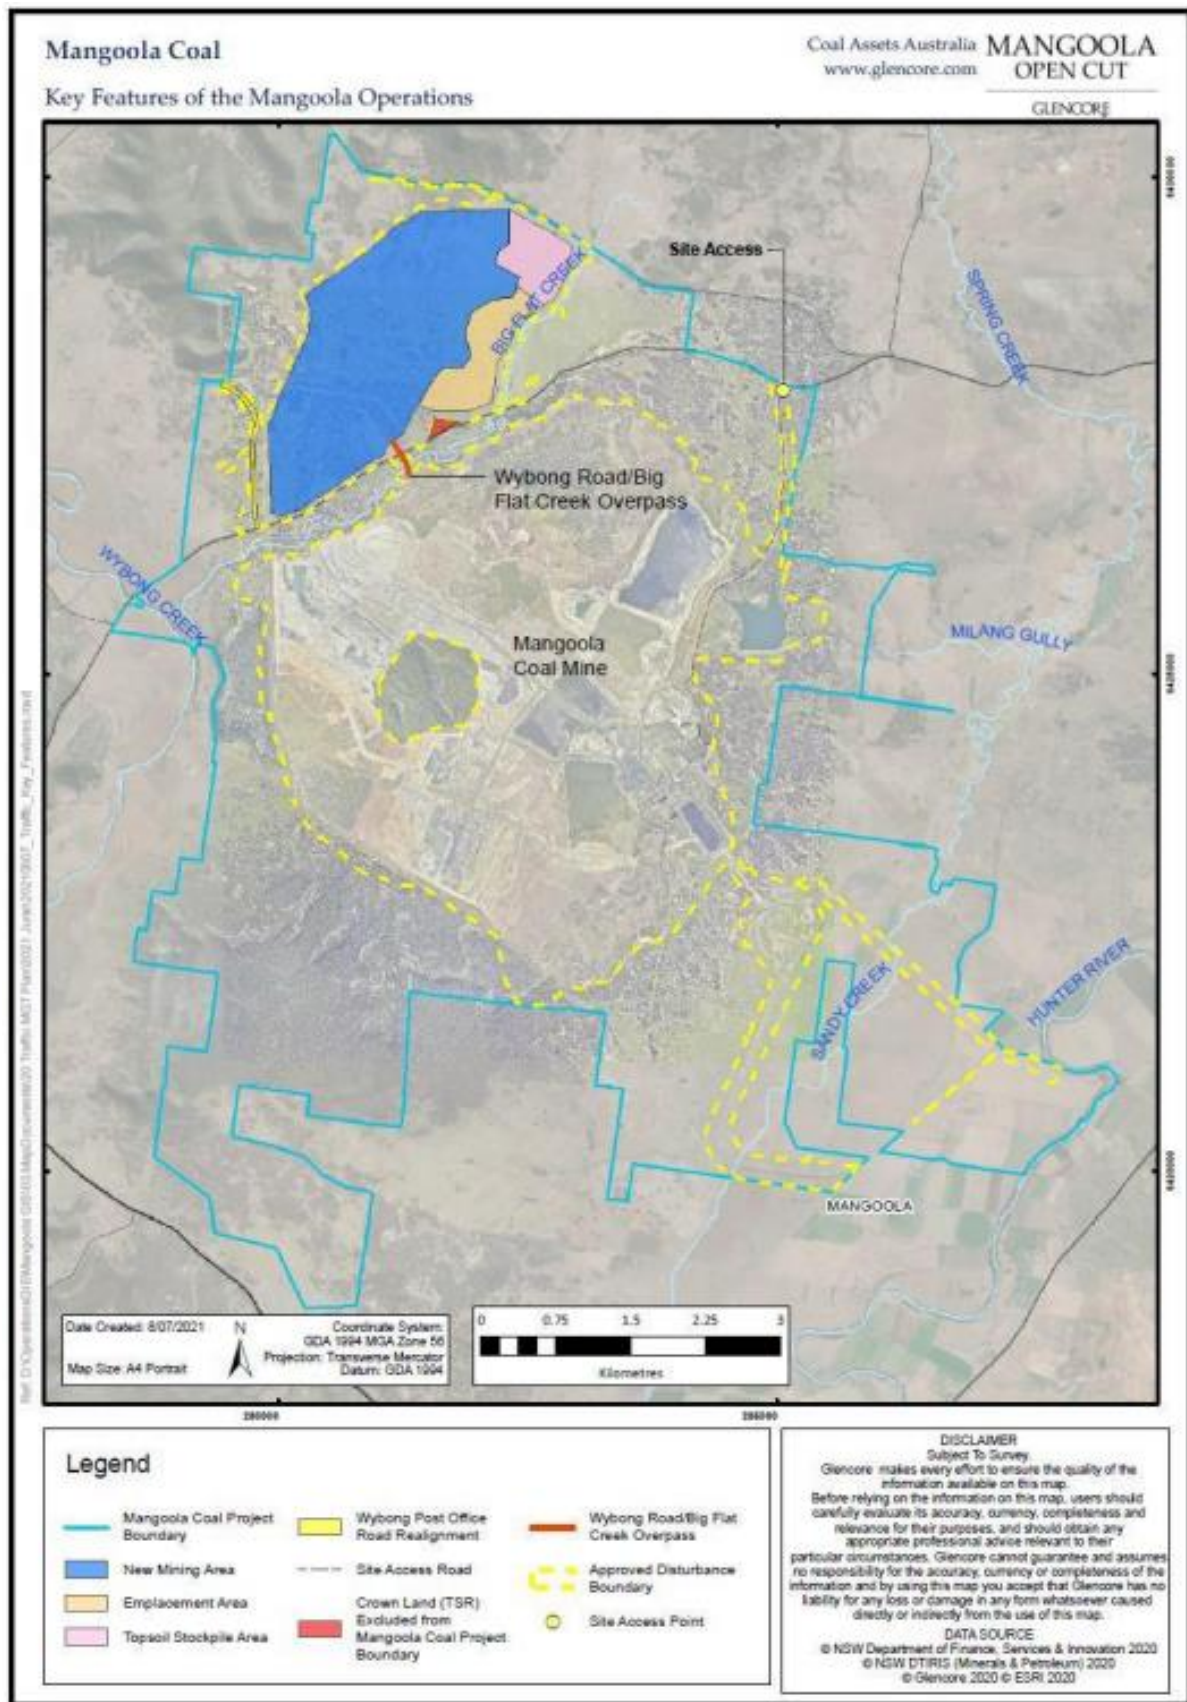 Mangoola Coal
Key Features of the Mangoola Operations
Coal Assets Australia
www.glencore.com
MANGOOLA
OPEN CUT
GLENCORE
Site Access
SPRING CREEK
BIG FLAT CREEK
Wybong Road/Big
Flat Creek Overpass
WYBONG CREEK
MILANG GULLY
Mangoola
Coal Mine
HUNTER RIVER
SANDY CREEK
MANGOOLA
6430000
6425000
6420000
Date Created: 8/07/2021
Map Size: A4 Portrait
N
Coordinate System:
GDA 1994 MGA Zone 56
Projection: Transverse Mercator
Datum: GDA 1994
0 0.75 1.5 2.25 3
Kilometres
280000
285000
Legend
Mangoola Coal Project
Boundary
New Mining Area
Emplacement Area
Topsoil Stockpile Area
Wybong Post Office
Road Realignment
Site Access Road
Crown Land (TSR)
Excluded from
Mangoola Coal Project
Boundary
Wybong Road/Big Flat
Creek Overpass
Approved Disturbance
Boundary
Site Access Point
DISCLAIMER
Subject To Survey.
Glencore makes every effort to ensure the quality of the
information available on this map.
Before relying on the information on this map, users should
carefully evaluate its accuracy, currency, completeness and
relevance for their purposes, and should obtain any
appropriate professional advice relevant to their
particular circumstances. Glencore cannot guarantee and assumes
no responsibility for the accuracy, currency or completeness of the
information and by using this map you accept that Glencore has no
liability for any loss or damage in any form whatsoever caused
directly or indirectly from the use of this map.
DATA SOURCE
© NSW Department of Finance, Services & Innovation 2020
© NSW DTIRIS (Minerals & Petroleum) 2020
© Glencore 2020 © ESRI 2020